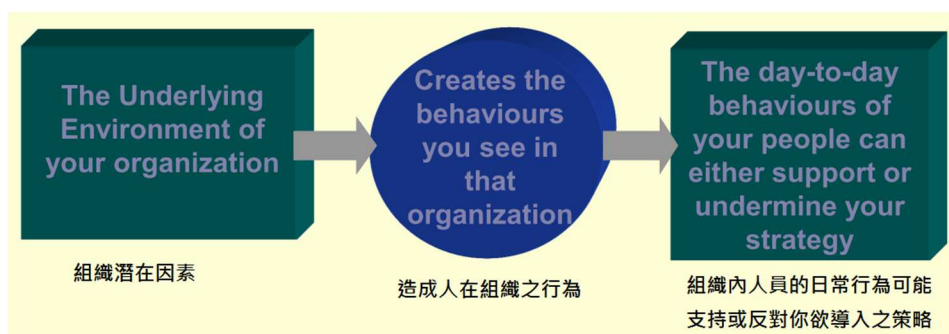 The Underlying
Environment of
your organization
Creates the
behaviours
you see in
that
organization
The day-to-day
behaviours of
your people can
either support or
undermine your
strategy
組織潛在因素
造成人在組織之行為
組織內人員的日常行為可能
支持或反對你欲導入之策略